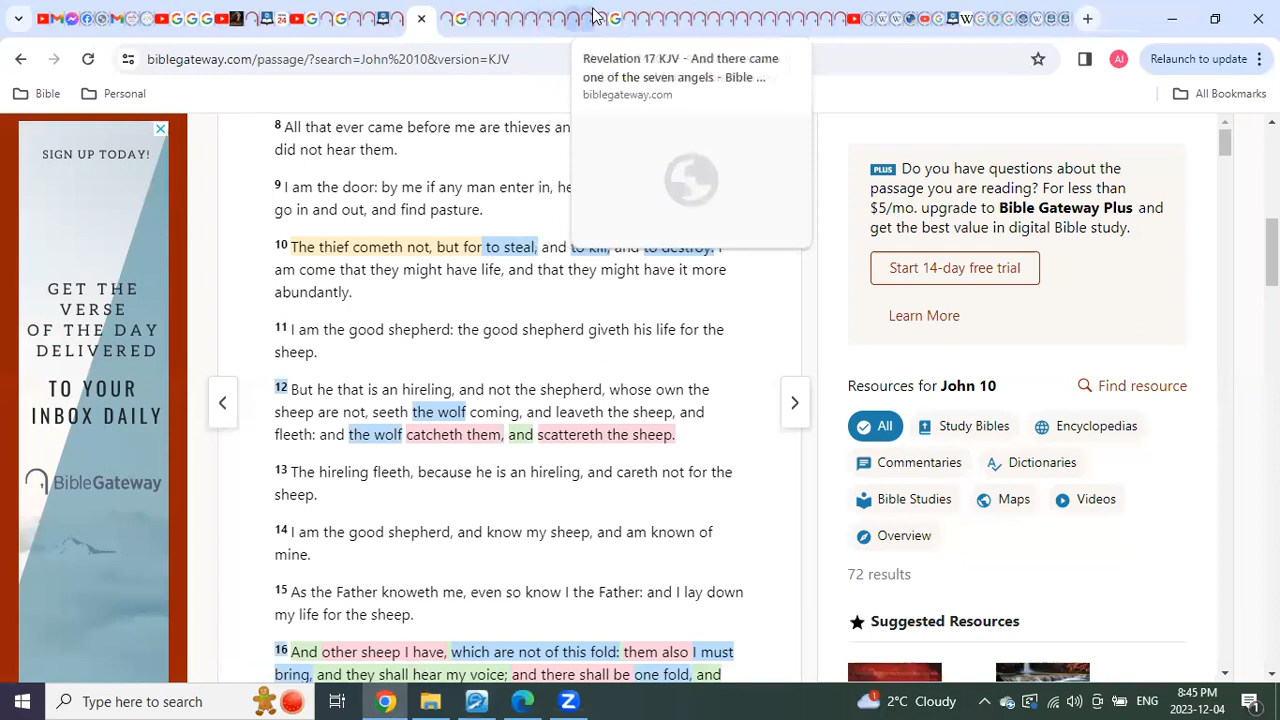 24
biblegateway.com/passage/?search=John%2010&version=KJV
AI
Relaunch to update
Bible
Personal
All Bookmarks
Revelation 17 KJV - And there came
one of the seven angels - Bible ...
biblegateway.com
SIGN UP TODAY!
GET THE
VERSE
OF THE DAY
DELIVERED
TO YOUR
INBOX DAILY
BibleGateway
8 All that ever came before me are thieves
did not hear them.
9 I am the door: by me if any man enter in,
go in and out, and find pasture.
10 The thief cometh not, but for to steal, and to kill, and to destroy: I
am come that they might have life, and that they might have it more
abundantly.
11 I am the good shepherd: the good shepherd giveth his life for the
sheep.
12 But he that is an hireling, and not the shepherd, whose own the
sheep are not, seeth the wolf coming, and leaveth the sheep, and
fleeth: and the wolf catcheth them, and scattereth the sheep.
13 The hireling fleeth, because he is an hireling, and careth not for the
sheep.
14 I am the good shepherd, and know my sheep, and am known of
mine.
15 As the Father knoweth me, even so know I the Father: and I lay down
my life for the sheep.
16 And other sheep I have, which are not of this fold: them also I must
bring, and they shall hear my voice; and there shall be one fold, and
PLUS Do you have questions about the
passage you are reading? For less than
$5/mo. upgrade to Bible Gateway Plus and
get the best value in digital Bible study.
Start 14-day free trial
Learn More
Resources for John 10
Find resource
All
Study Bibles
Encyclopedias
Commentaries
Dictionaries
Bible Studies
Maps
Videos
Overview
72 results
Suggested Resources
Type here to search
1
2°C Cloudy
ENG
8:45 PM
2023-12-04
1